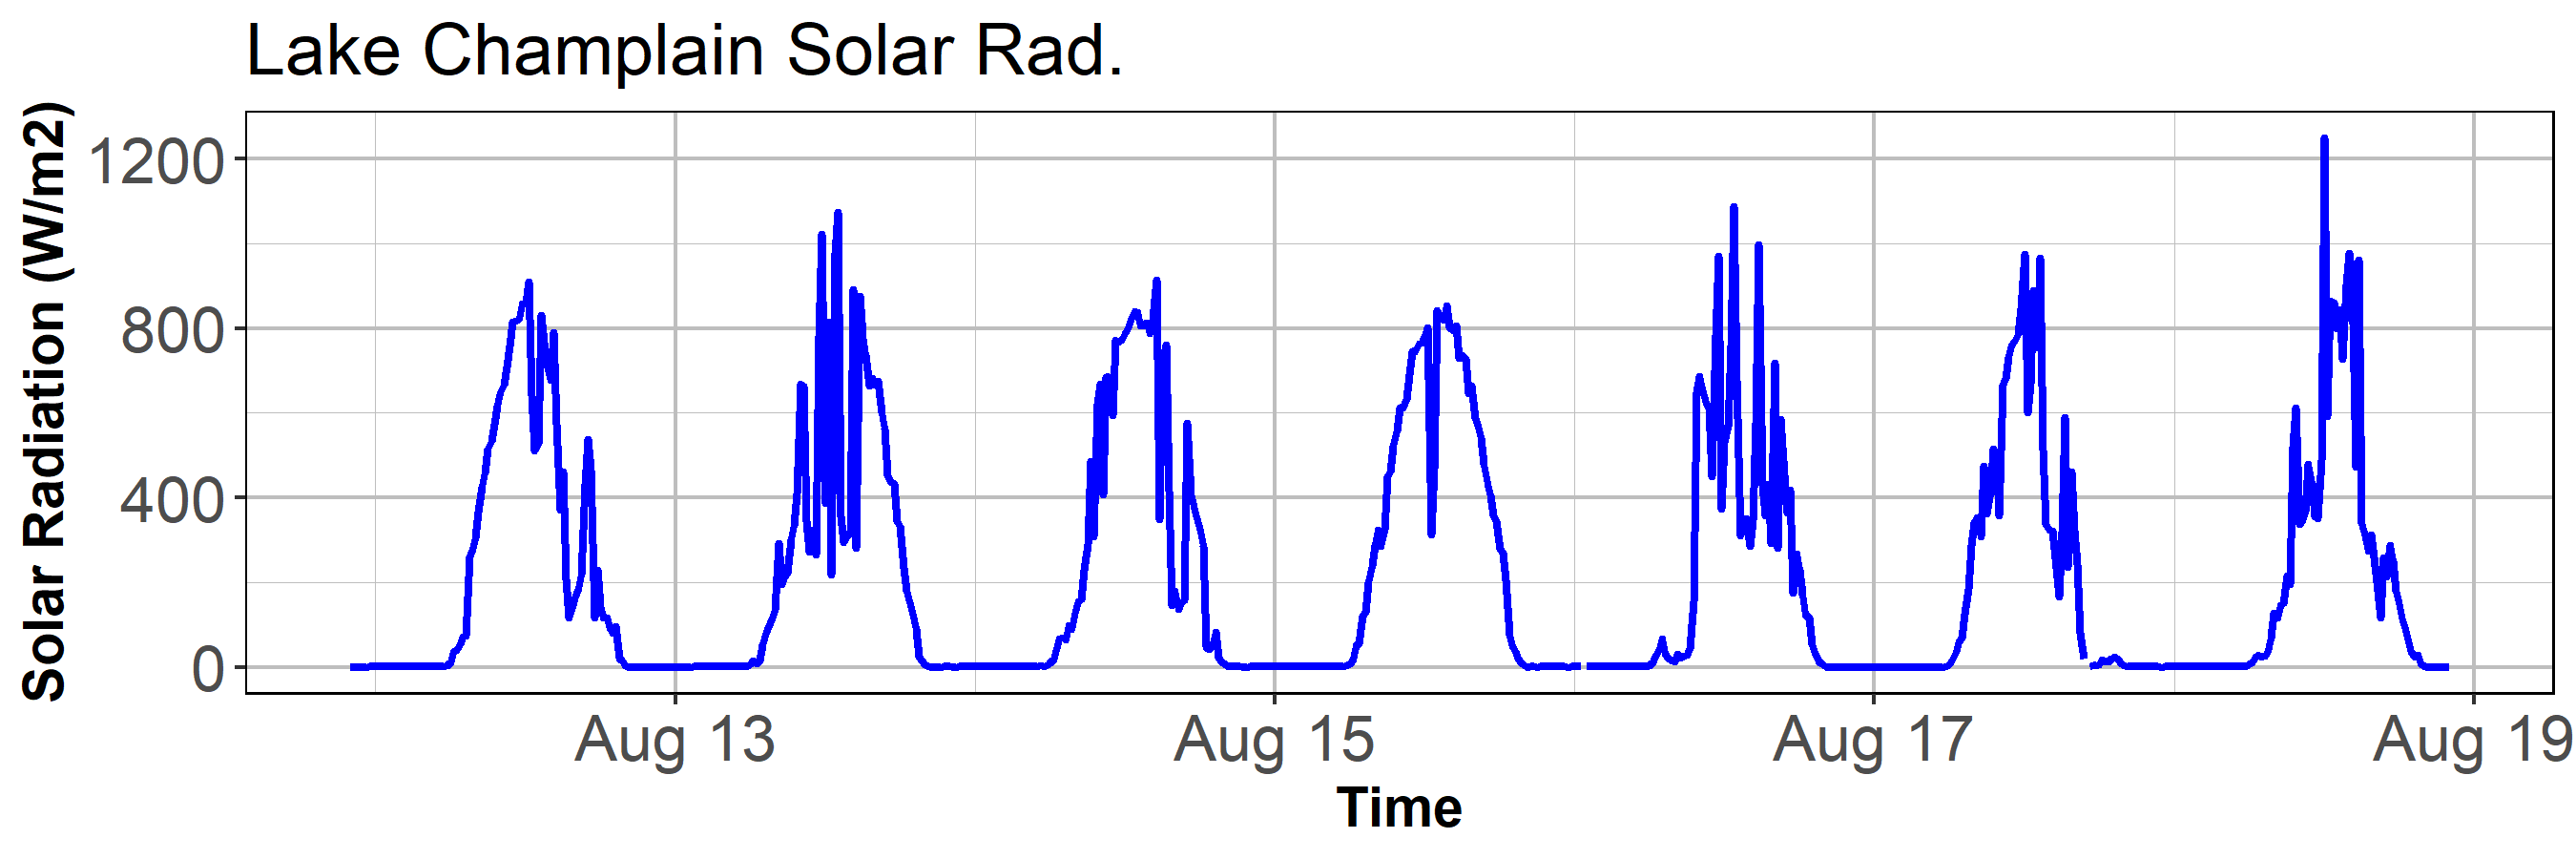 Lake Champlain Solar Rad.
Solar Radiation (W/m2)
1200
800
400
0
Aug 13 Aug 15 Aug 17 Aug 19
Time